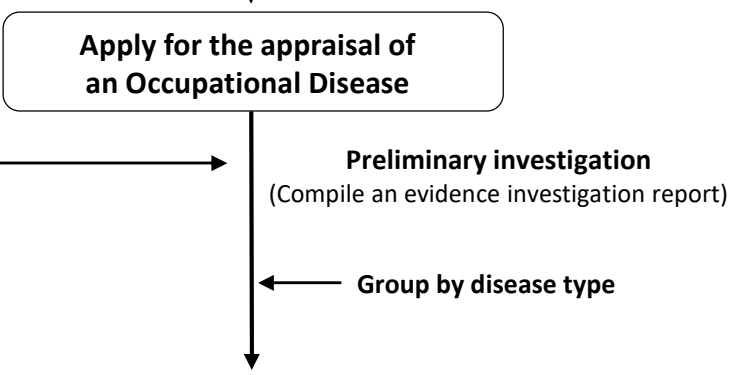 Apply for the appraisal of
an Occupational Disease
Preliminary investigation
(Compile an evidence investigation report)
Group by disease type